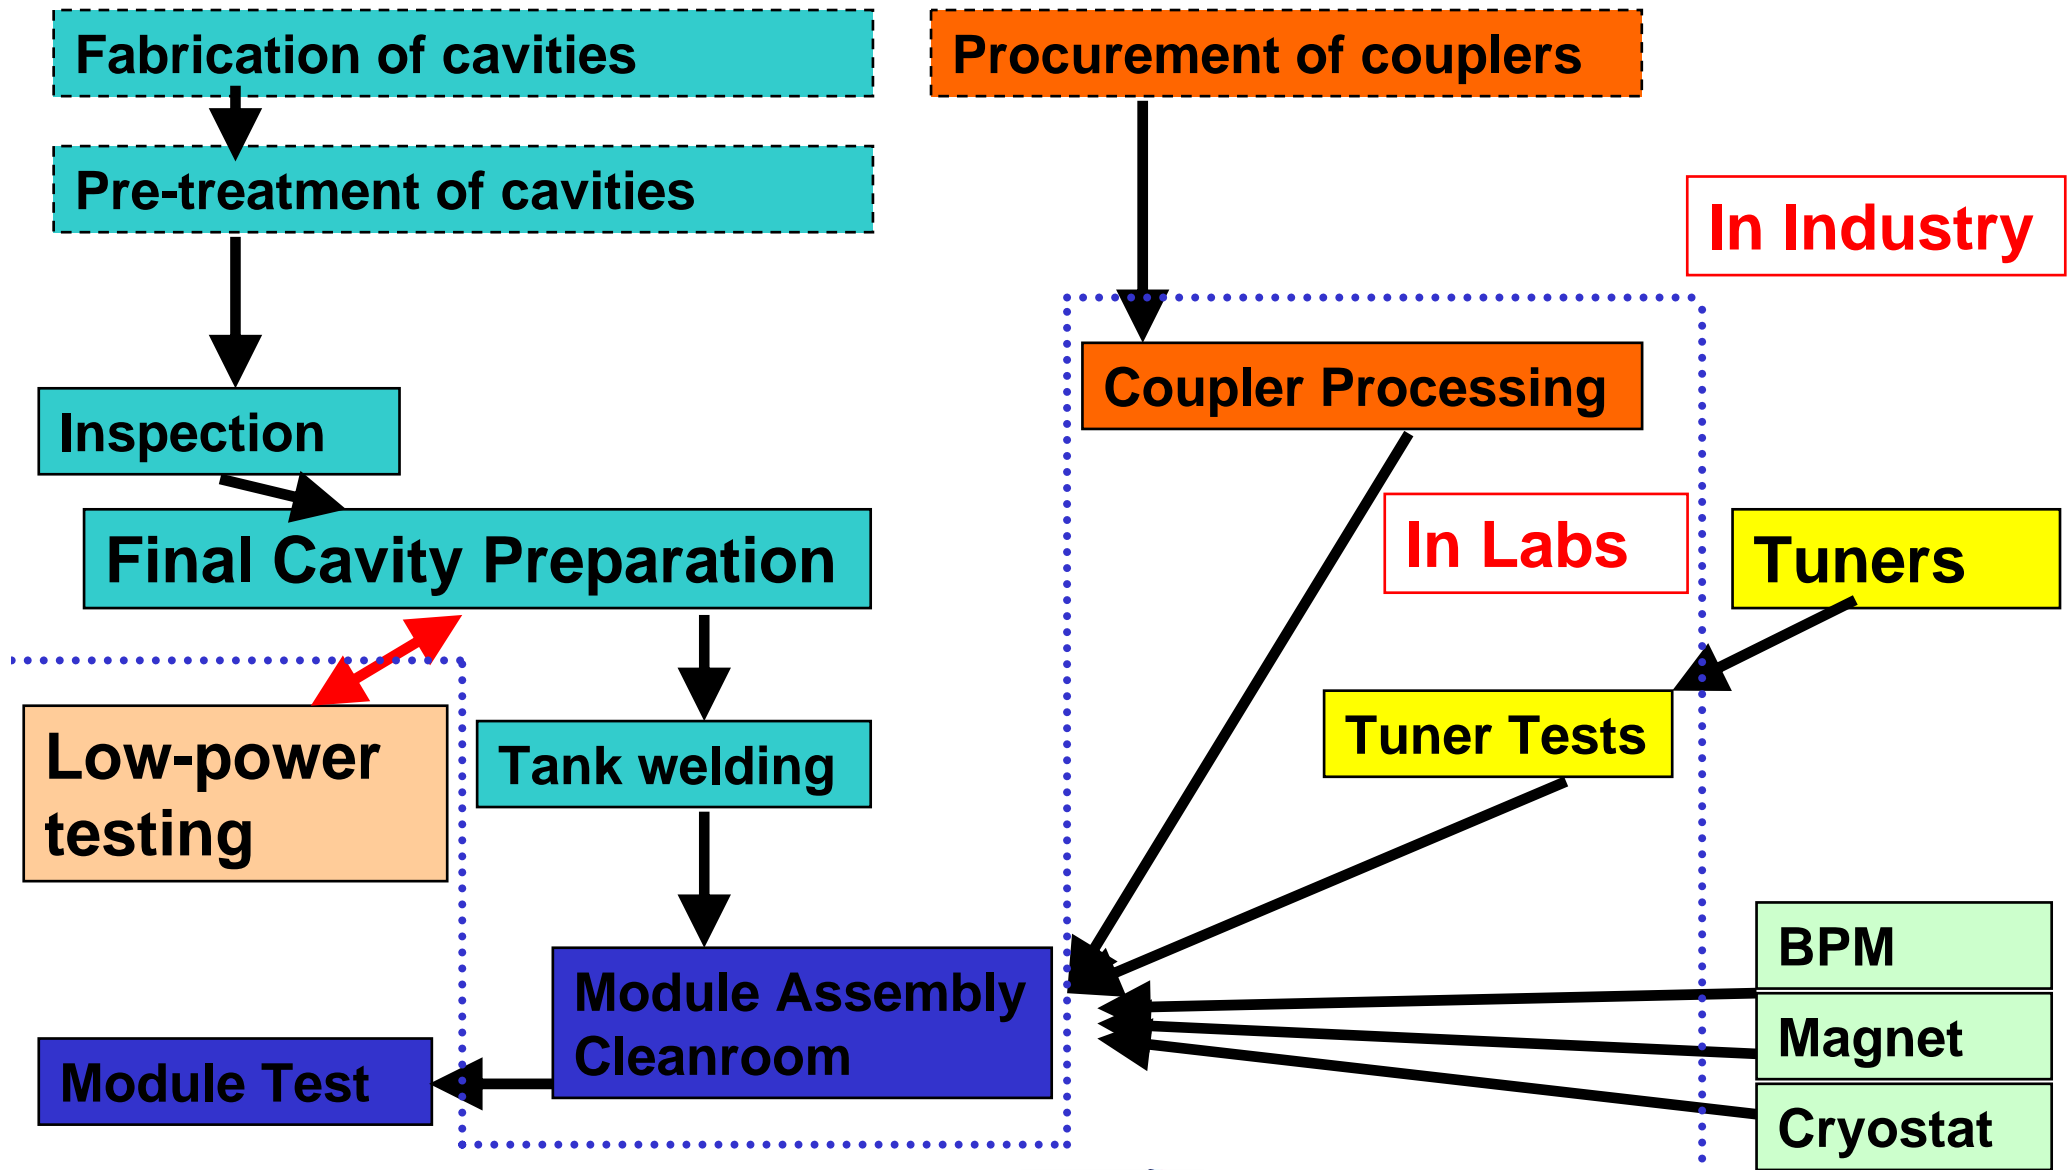 Fabrication of cavities
Procurement of couplers
Pre-treatment of cavities
In Industry
Inspection
Coupler Processing
Final Cavity Preparation
In Labs
Tuners
Low-power
testing
Tank welding
Tuner Tests
BPM
Module Assembly
Cleanroom
Magnet
Module Test
Cryostat